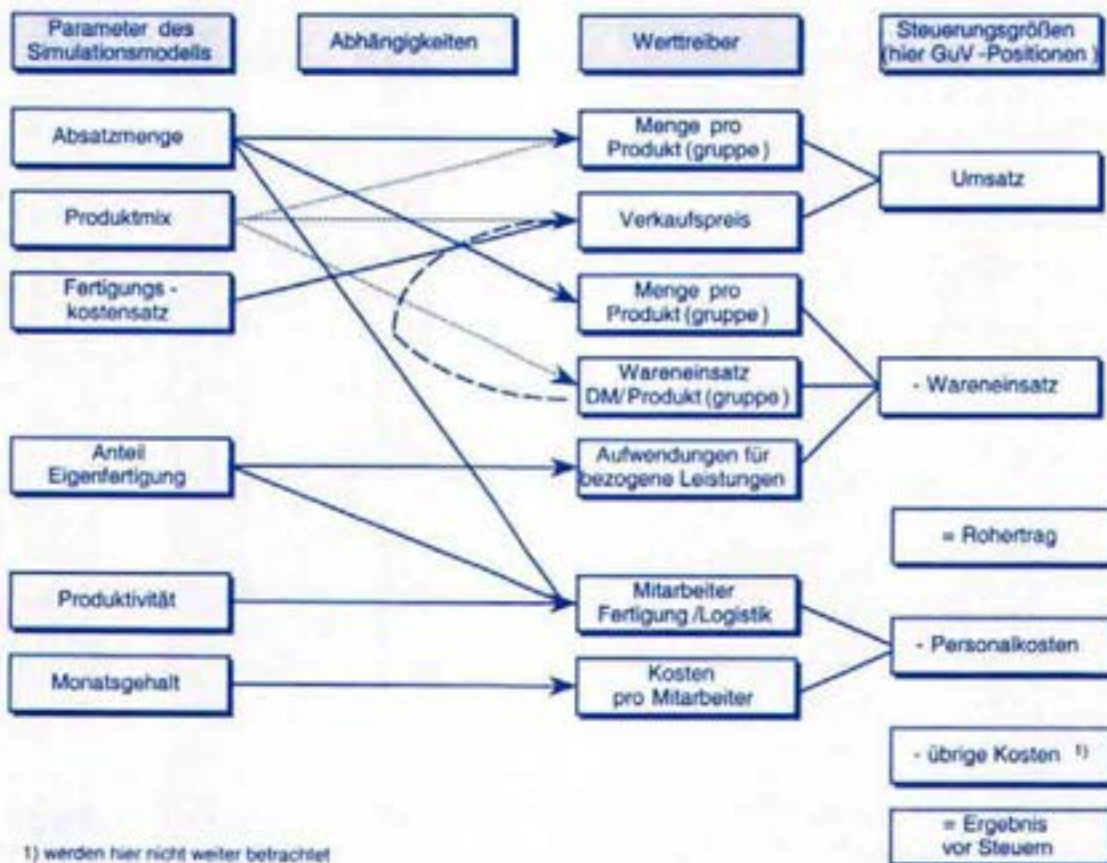 Parameter des
Simulationsmodells
Abhängigkeiten
Werttreiber
Steuerungsgrößen
(hier GuV -Positionen )
Absatzmenge
Produktmix
Fertigungs -
kostensatz
Anteil
Eigenfertigung
Produktivität
Monatsgehalt
Menge pro
Produkt (gruppe )
Verkaufspreis
Menge pro
Produkt (gruppe )
Wareneinsatz
DM/Produkt (gruppe )
Aufwendungen für
bezogene Leistungen
Mitarbeiter
Fertigung /Logistik
Kosten
pro Mitarbeiter
Umsatz
- Wareneinsatz
= Rohertrag
- Personalkosten
- übrige Kosten 1)
= Ergebnis
vor Steuern
1) werden hier nicht weiter betrachtet